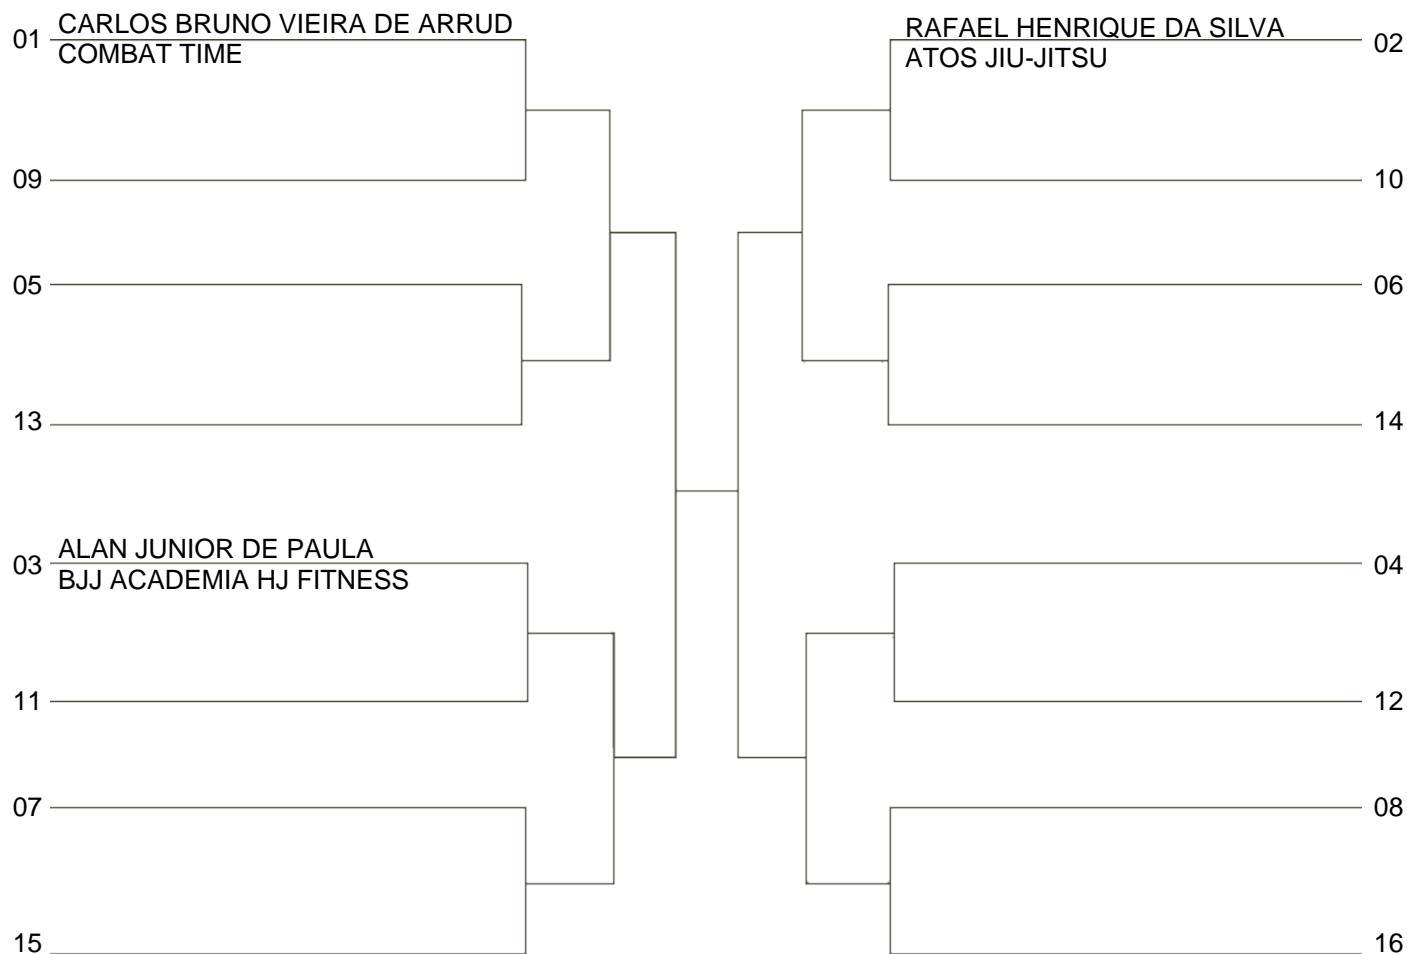 01 CARLOS BRUNO VIEIRA DE ARRUD
COMBAT TIME
09
05
13
03 ALAN JUNIOR DE PAULA
BJJ ACADEMIA HJ FITNESS
11
07
15
RAFAEL HENRIQUE DA SILVA 02
ATOS JIU-JITSU
10
06
14
04
12
08
16